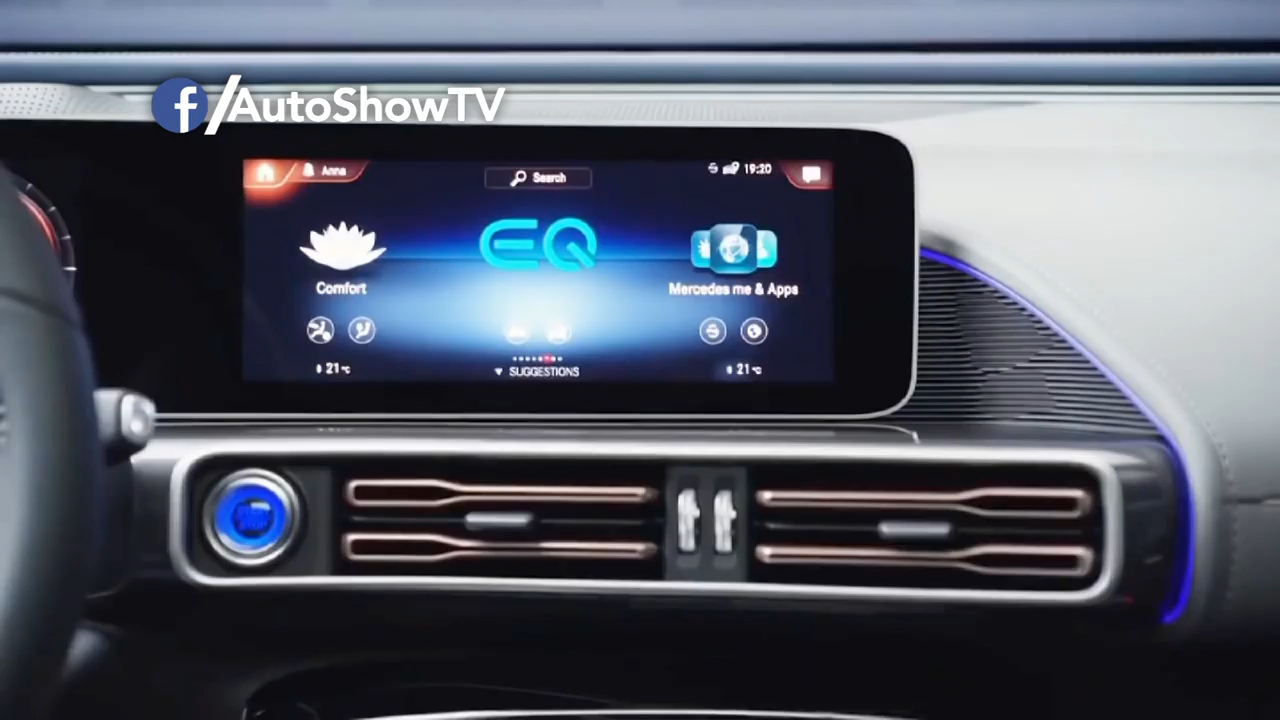 f/AutoShowTV
Anna
Search
19:20
EQ
Comfort
Mercedes me & Apps
21°C
SUGGESTIONS
21°C